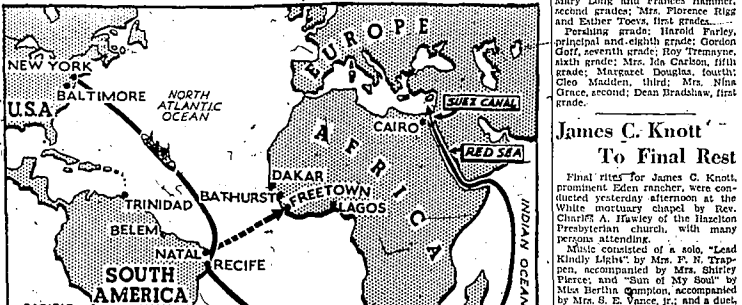 EUROPE
NEW YORK
BALTIMORE
U.S.A.
NORTH
ATLANTIC
OCEAN
SUEZ CANAL
CAIRO
RED SEA
AFRICA
DAKAR
BATHURST
FREETOWN
LAGOS
TRINIDAD
BELEM
NATAL
RECIFE
SOUTH
AMERICA
INDIAN OCEAN
Mary Long and Frances Hammer,
second grades; Mrs. Florence Rigg
and Esther Toevs, first grades.
Pershing grade: Harold Farley,
principal and eighth grade; Gordon
Goff, seventh grade; Roy Tremayne,
sixth grade; Mrs. Ida Carlson, fifth
grade; Margaret Douglas, fourth;
Cleo Madden, third; Mrs. Nina
Grace, second; Dean Bradshaw, first
grade.
James C. Knott
To Final Rest
Final rites for James C. Knott,
prominent Eden rancher, were con-
ducted yesterday afternoon at the
White mortuary chapel by Rev.
Charles A. Hawley of the Hazelton
Presbyterian church, with many
persons attending.
Music consisted of a solo, "Lead
Kindly Light" by Mrs. F. N. Trap-
pen, accompanied by Mrs. Shirley
Pierce; and "Sun of My Soul" by
Miss Bertha Campton, accompanied
by Mrs. S. E. Vance, jr.; and a duet,